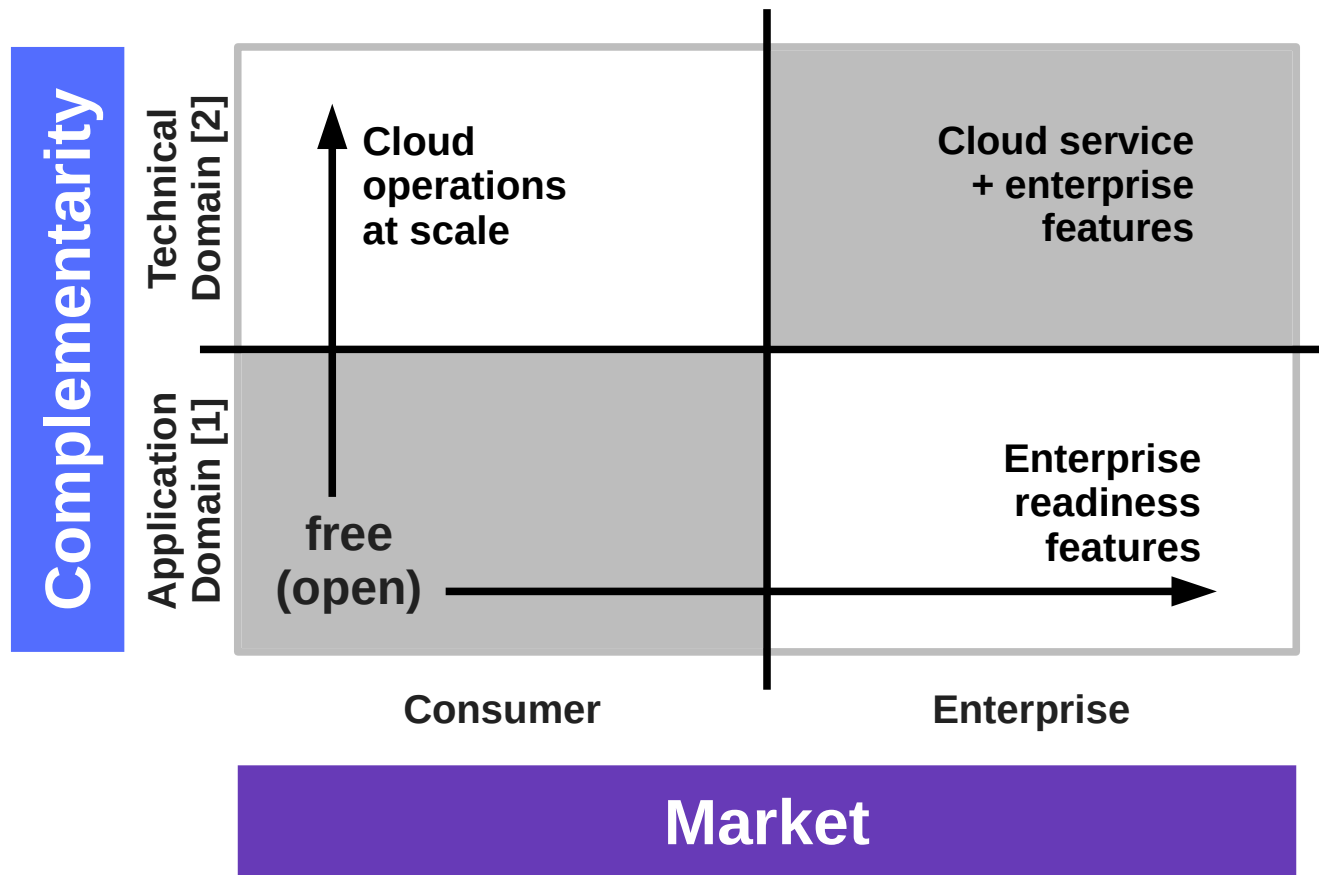 Complementarity
Technical
Domain [2]
Application
Domain [1]
Cloud
operations
at scale
Cloud service
+ enterprise
features
free
(open)
Enterprise
readiness
features
Consumer
Enterprise
Market